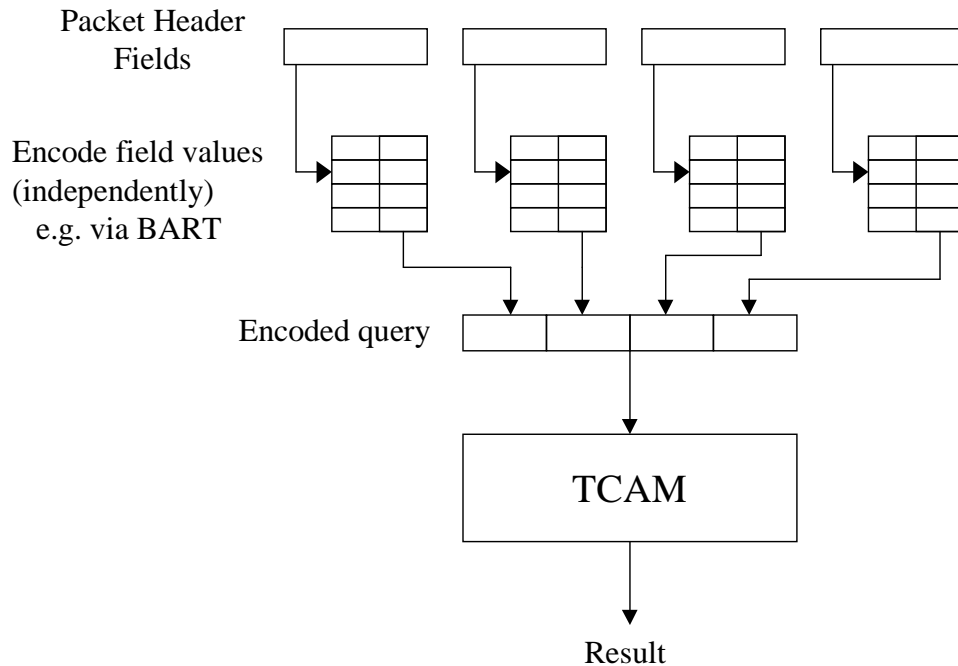 Packet Header
Fields
Encode field values
(independently)
e.g. via BART
Encoded query
TCAM
Result